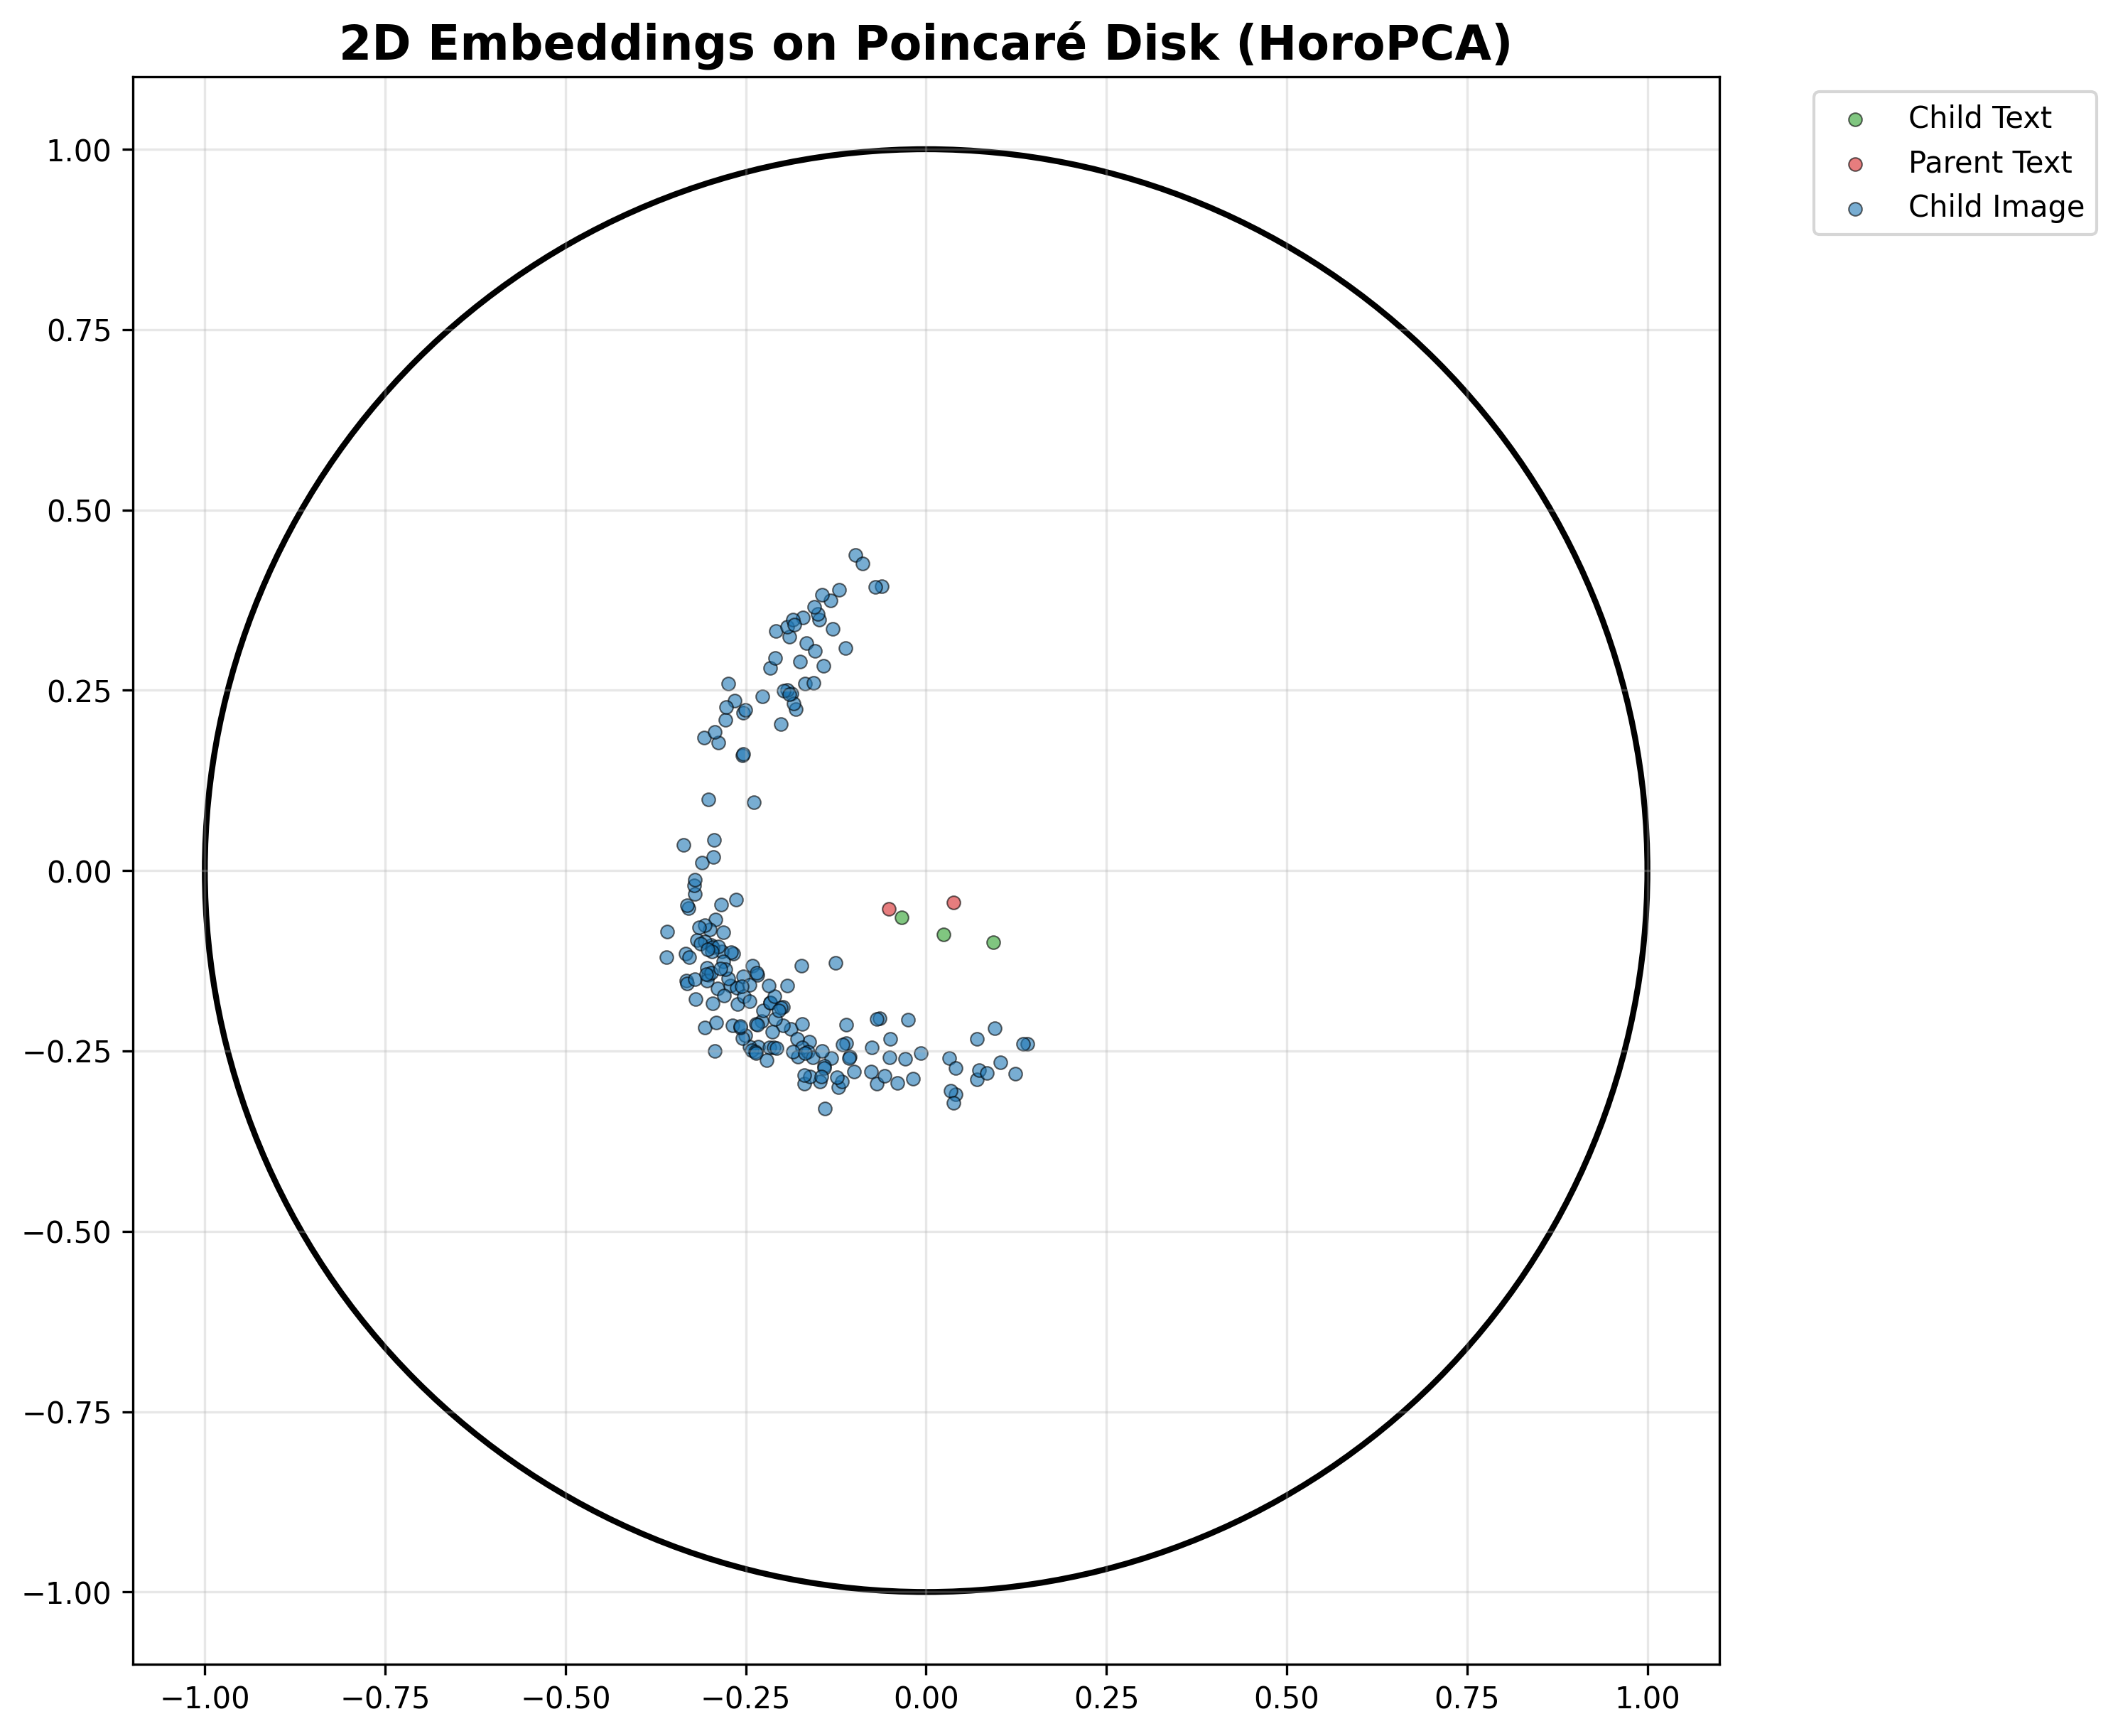 2D Embeddings on Poincaré Disk (HoroPCA)
Child Text
Parent Text
Child Image
1.00
0.75
0.50
0.25
0.00
−0.25
−0.50
−0.75
−1.00
−1.00 −0.75 −0.50 −0.25 0.00 0.25 0.50 0.75 1.00